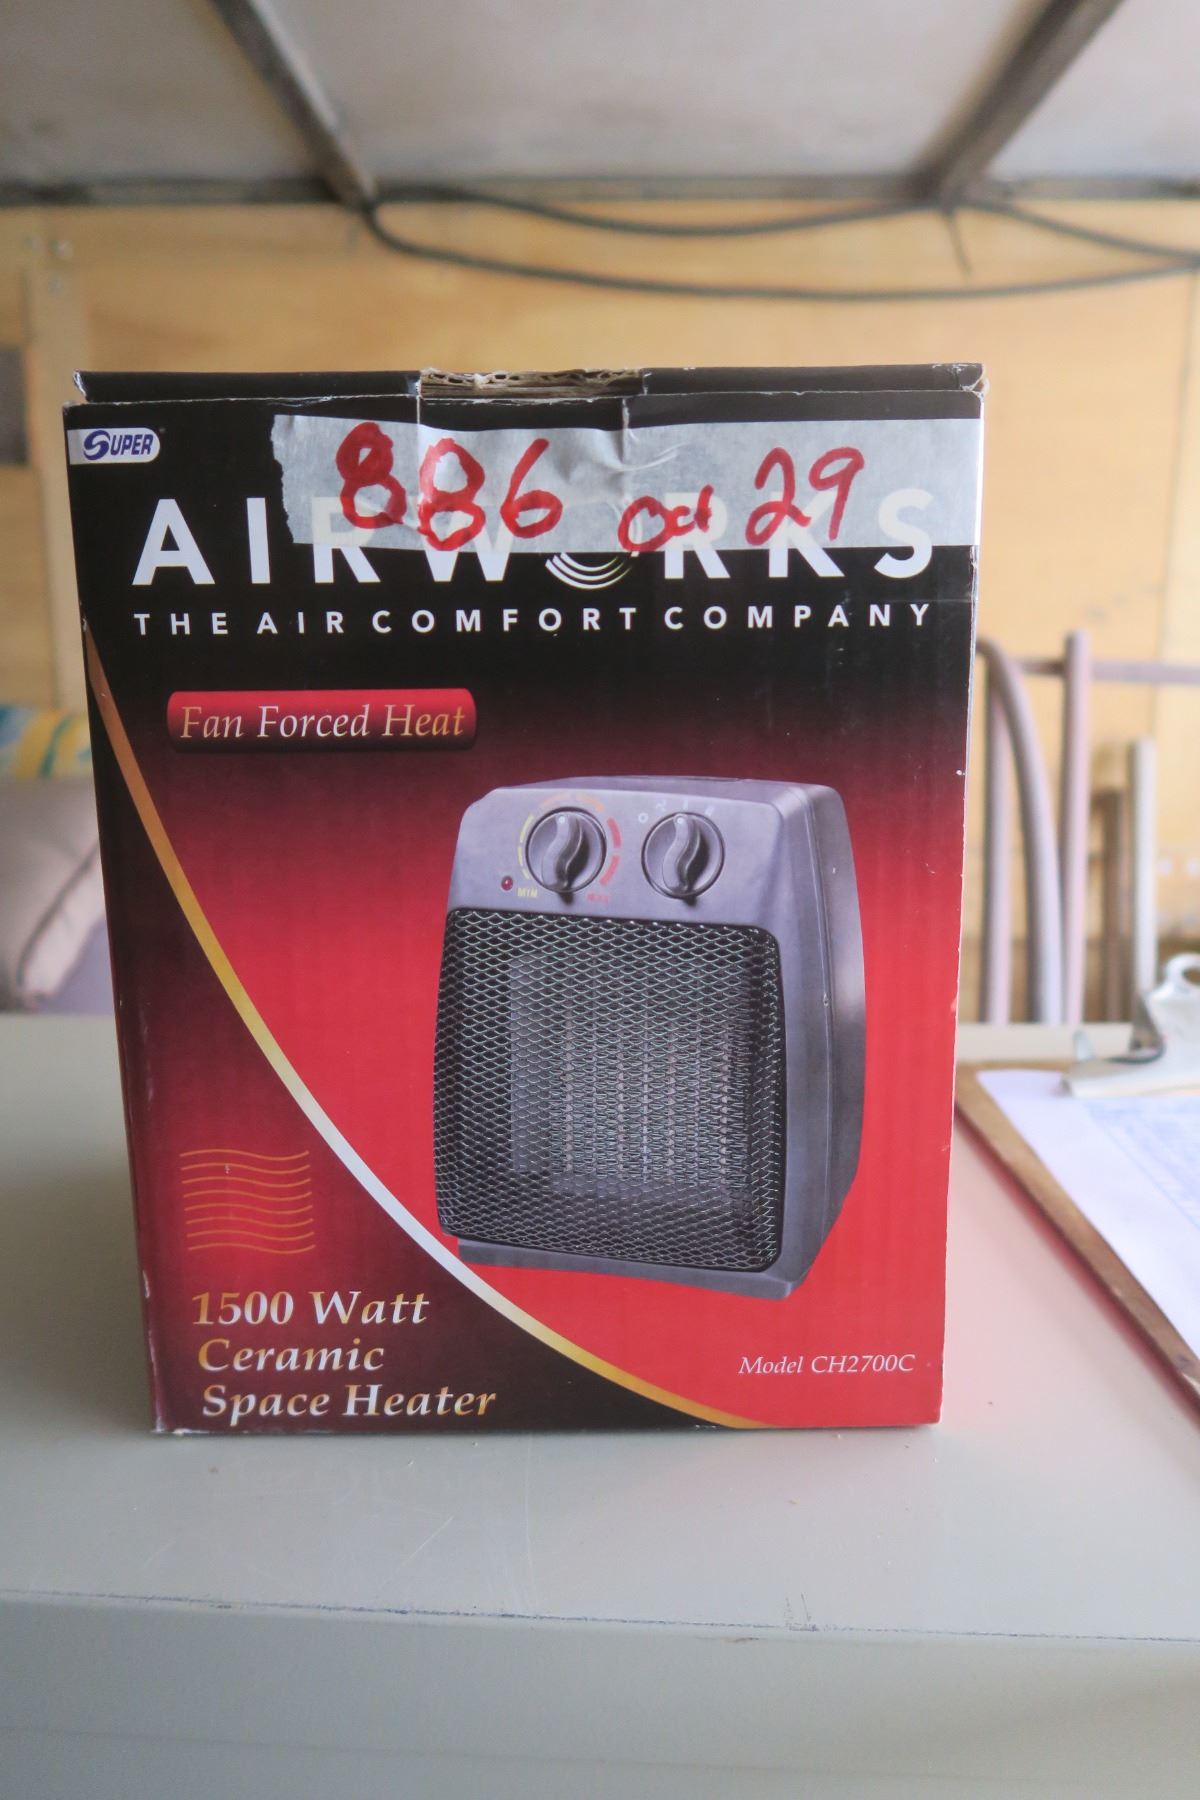 SUPER
886 Oct 29
AIRWORKS
THE AIR COMFORT COMPANY
Fan Forced Heat
MIN
MAX
1500 Watt
Ceramic
Space Heater
Model CH2700C